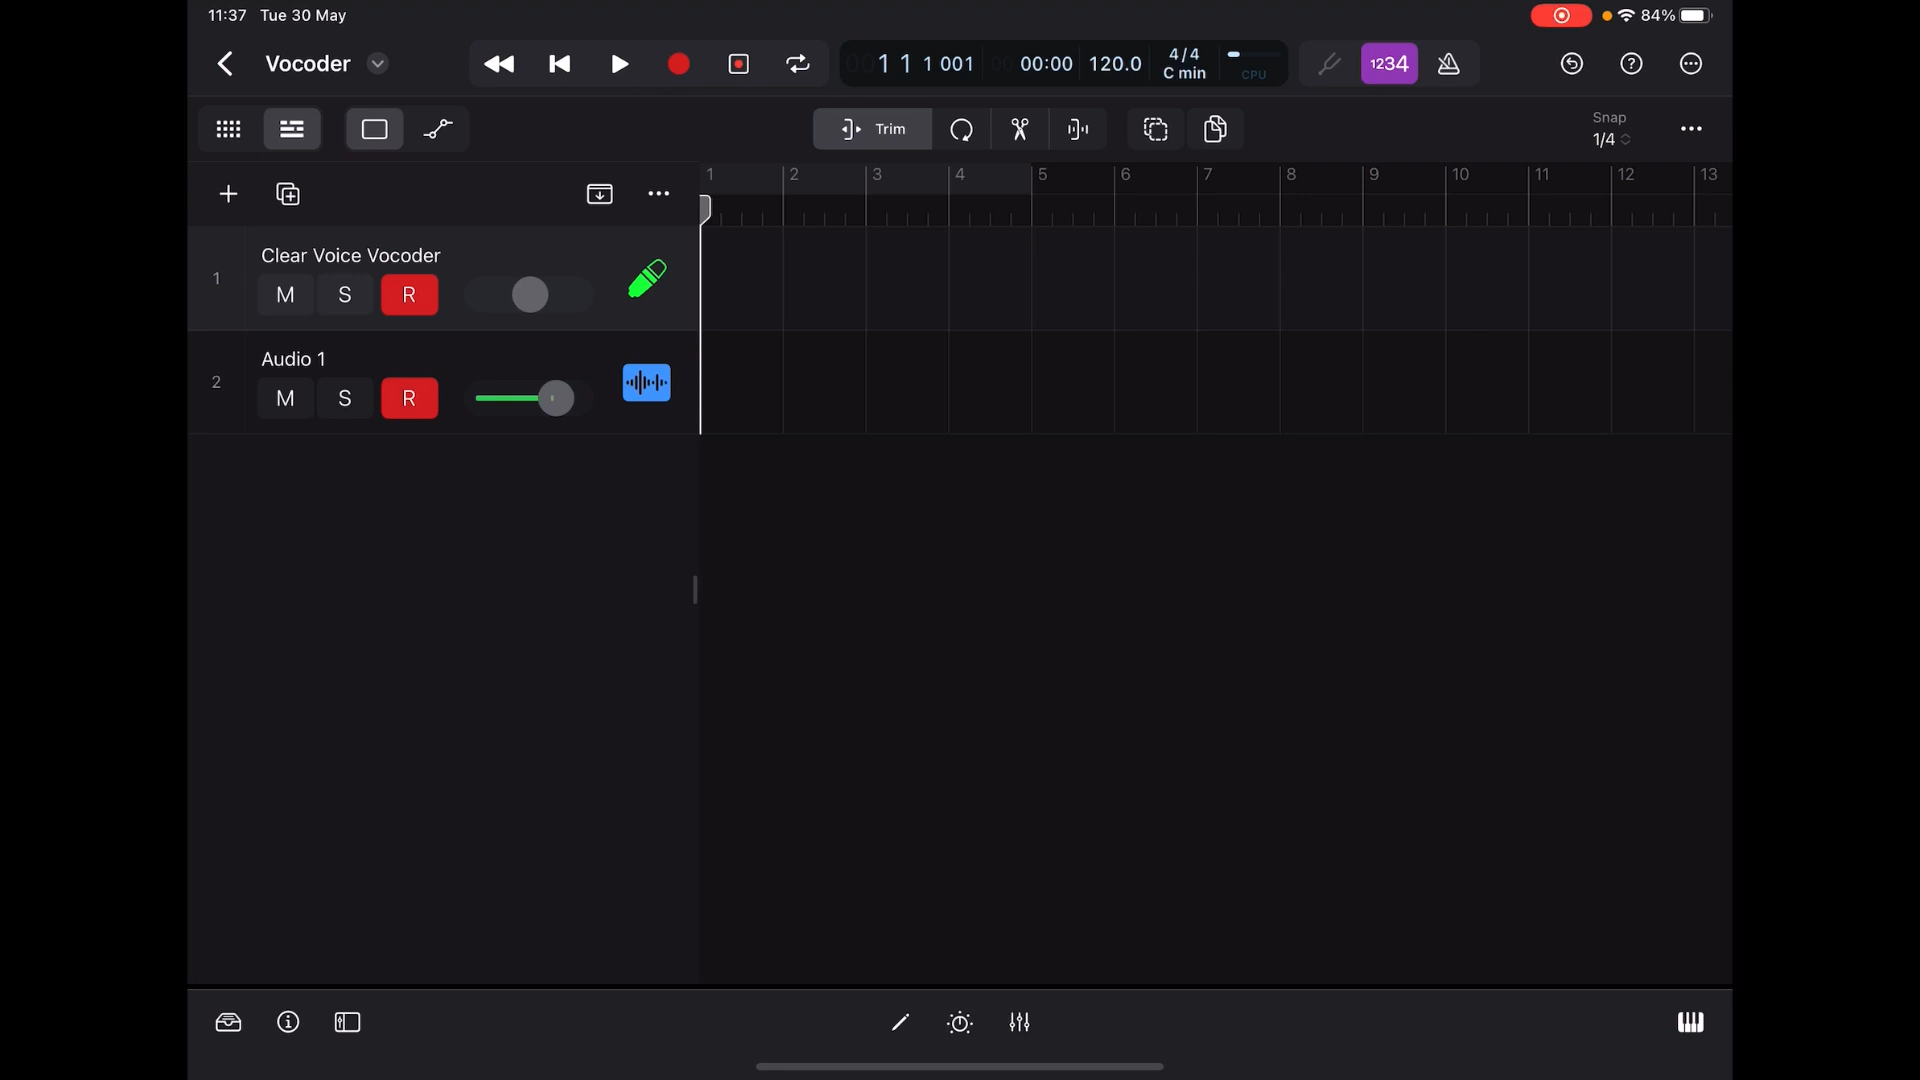 11:37 Tue 30 May 84%
Vocoder 1 1 1 001 00:00 120.0 4/4 C min CPU 1234
Trim Snap 1/4
1 2 3 4 5 6 7 8 9 10 11 12 13
1 Clear Voice Vocoder
M S R
2 Audio 1
M S R